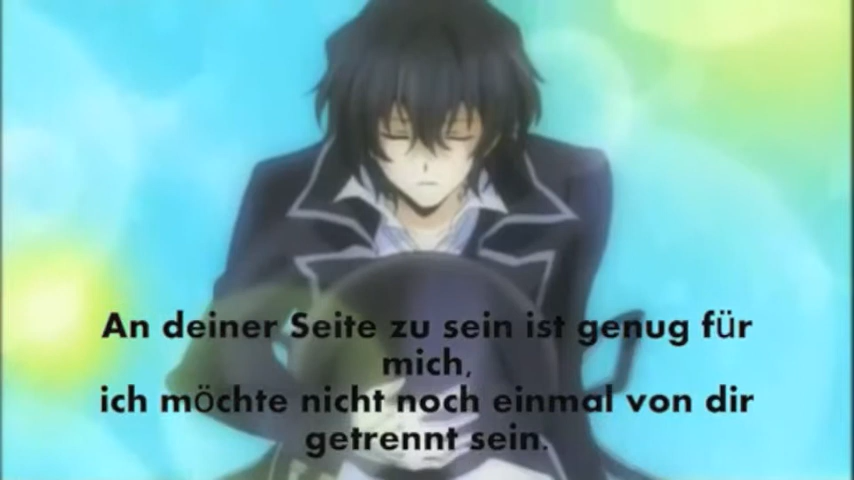 An deiner Seite zu sein ist genug für
mich,
ich möchte nicht noch einmal von dir
getrennt sein.